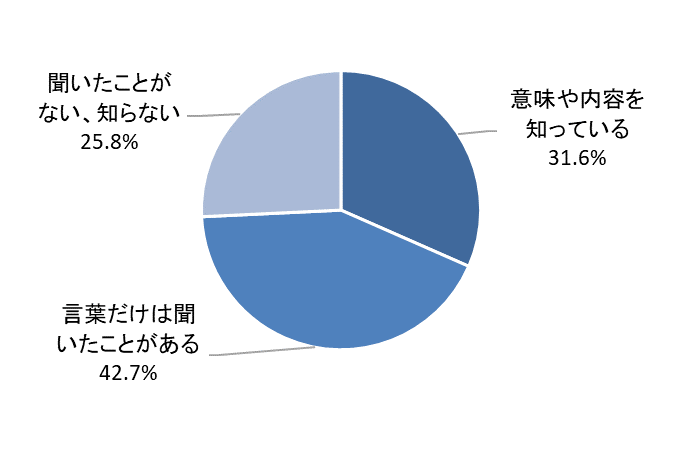 聞いたことが
ない、知らない
25.8%
意味や内容を
知っている
31.6%
言葉だけは聞
いたことがある
42.7%